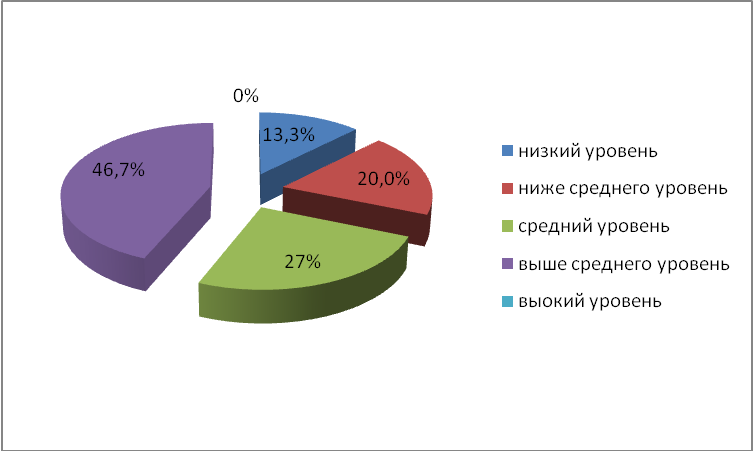 0%
13,3%
20,0%
27%
46,7%
низкий уровень
ниже среднего уровень
средний уровень
выше среднего уровень
выокий уровень